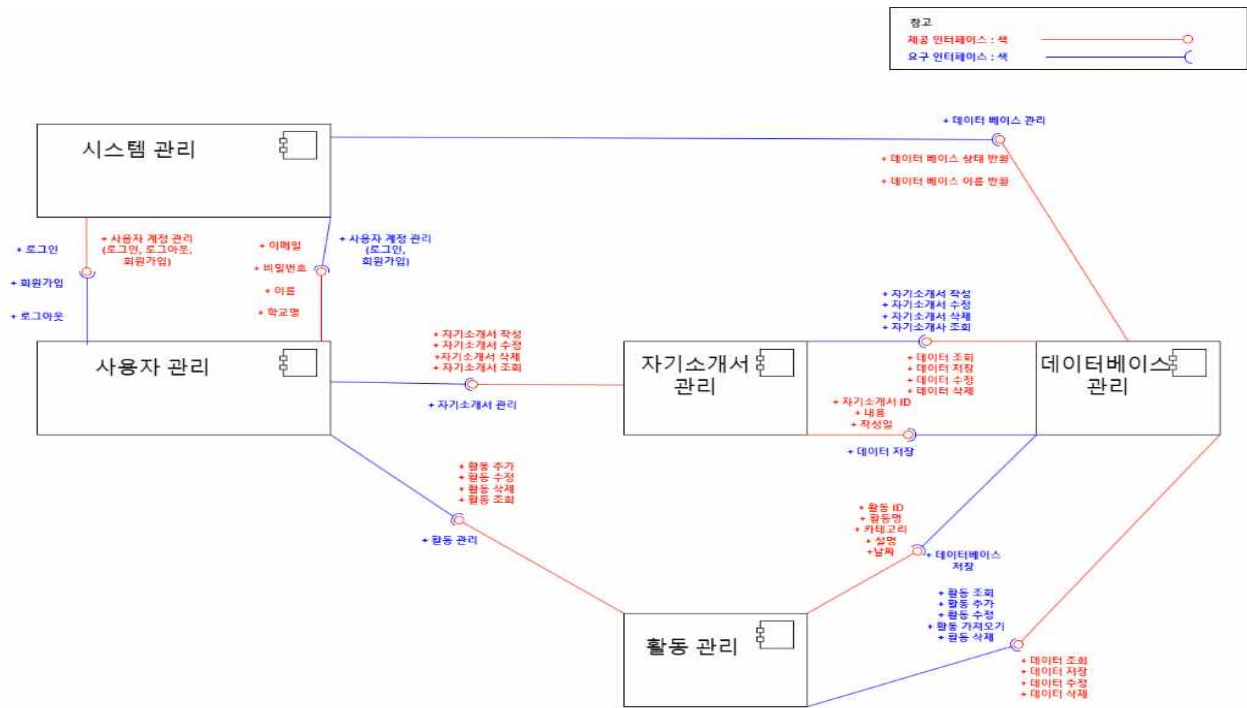 참고
제공 인터페이스 : 색
요구 인터페이스 : 색
+ 데이터 베이스 관리
시스템 관리
+ 데이터 베이스 상태 반환
+ 데이터 베이스 이름 반환
+ 로그인
+ 회원가입
+ 로그아웃
+ 사용자 계정 관리
(로그인, 로그아웃,
회원가입)
+ 이메일
+ 비밀번호
+ 이름
+ 학교명
+ 사용자 계정 관리
(로그인,
회원가입)
+ 자기소개서 작성
+ 자기소개서 수정
+ 자기소개서 삭제
+ 자기소개사 조회
+ 자기소개서 작성
+ 자기소개서 수정
+자기소개서 삭제
+ 자기소개서 조회
사용자 관리
+ 자기소개서 관리
자기소개서
관리
+ 데이터 조회
+ 데이터 저장
+ 데이터 수정
+ 데이터 삭제
데이터베이스
관리
+ 자기소개서 ID
+ 내용
+ 작성일
+ 데이터 저장
+ 활동 추가
+ 활동 수정
+ 활동 삭제
+ 활동 조회
+ 활동 관리
+ 활동 ID
+ 활동명
+ 카테고리
+ 설명
+날짜
+ 데이터베이스
저장
+ 활동 조회
+ 활동 추가
+ 활동 수정
+ 활동 가져오기
+ 활동 삭제
활동 관리
+ 데이터 조회
+ 데이터 저장
+ 데이터 수정
+ 데이터 삭제